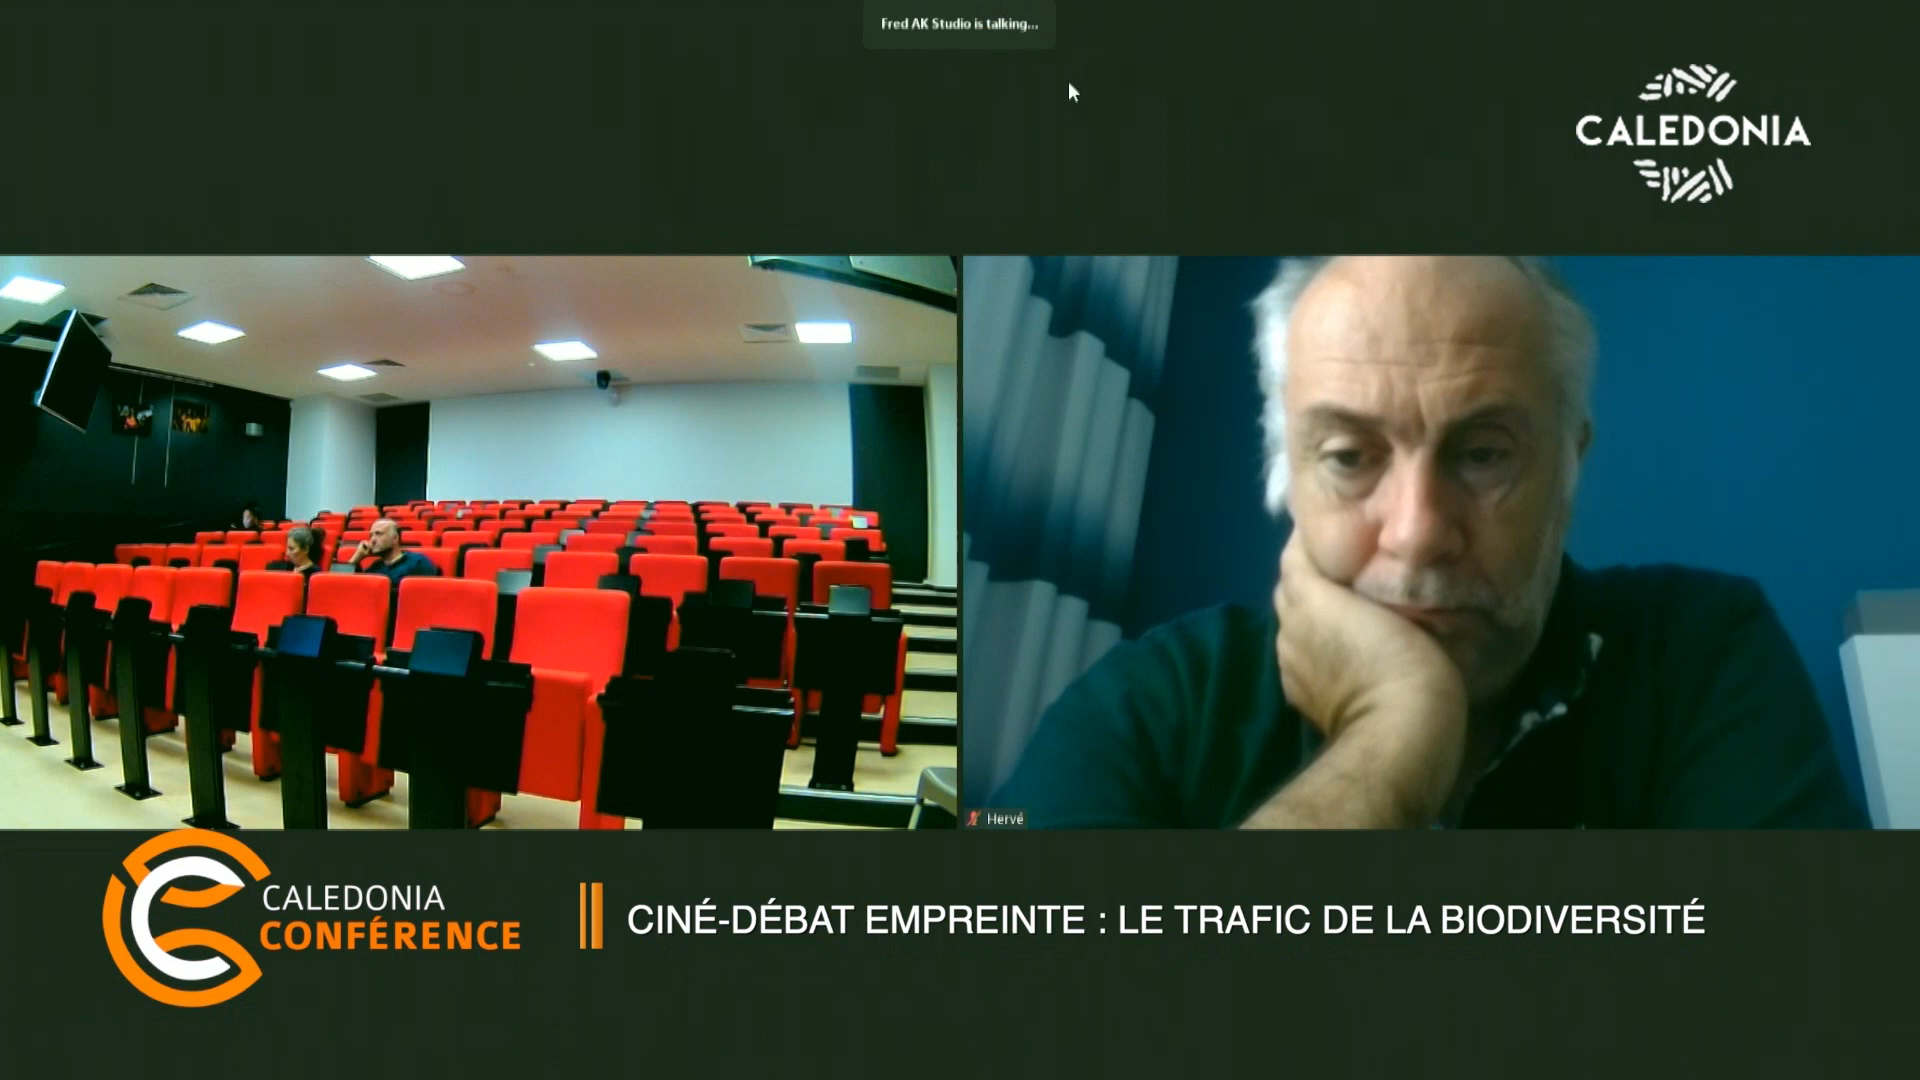 Fred AK Studio is talking...
CALEDONIA
Hervé
CALEDONIA
CONFÉRENCE
CINÉ-DÉBAT EMPREINTE : LE TRAFIC DE LA BIODIVERSITÉ